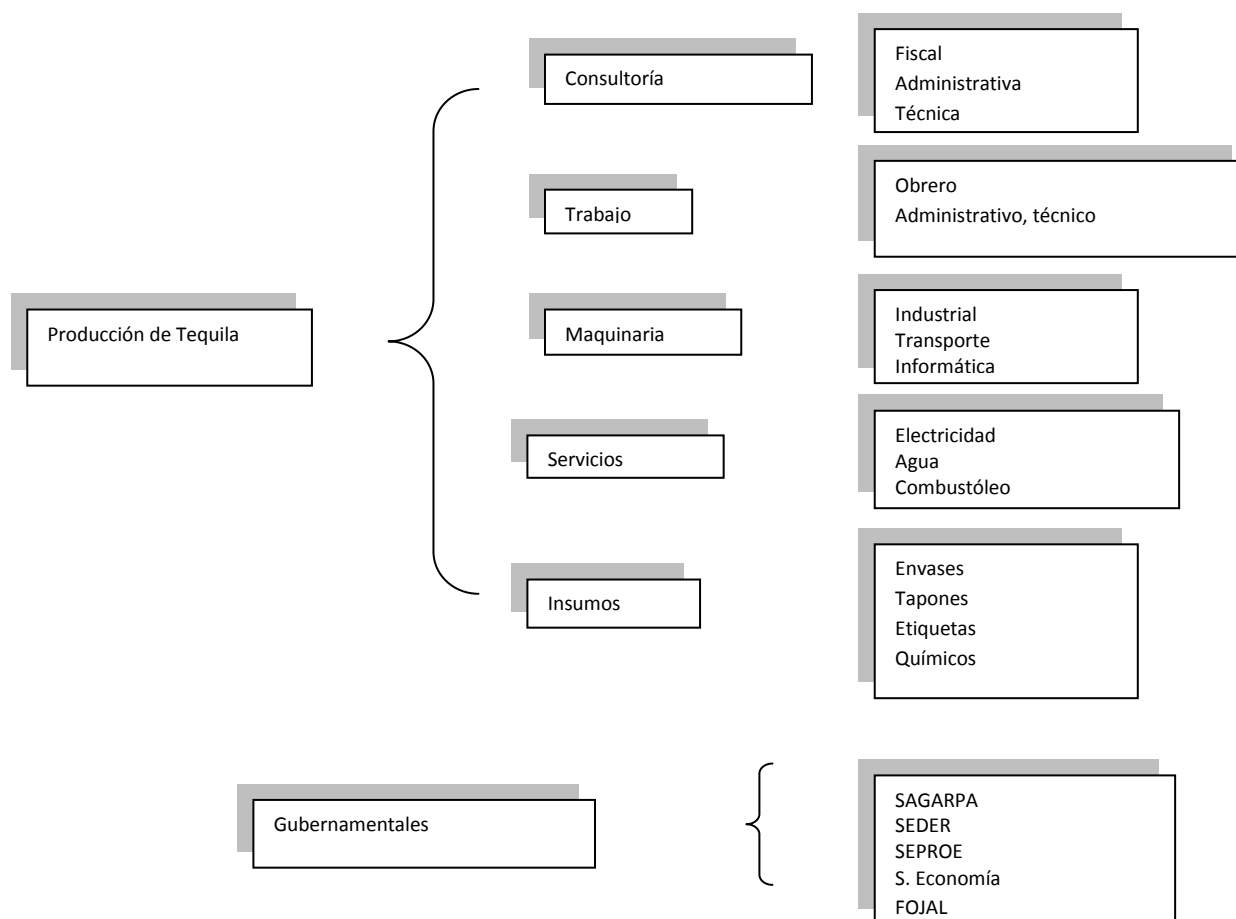 Producción de Tequila
Consultoría
Fiscal
Administrativa
Técnica
Trabajo
Obrero
Administrativo, técnico
Maquinaria
Industrial
Transporte
Informática
Servicios
Electricidad
Agua
Combustóleo
Insumos
Envases
Tapones
Etiquetas
Químicos
Gubernamentales
SAGARPA
SEDER
SEPROE
S. Economía
FOJAL